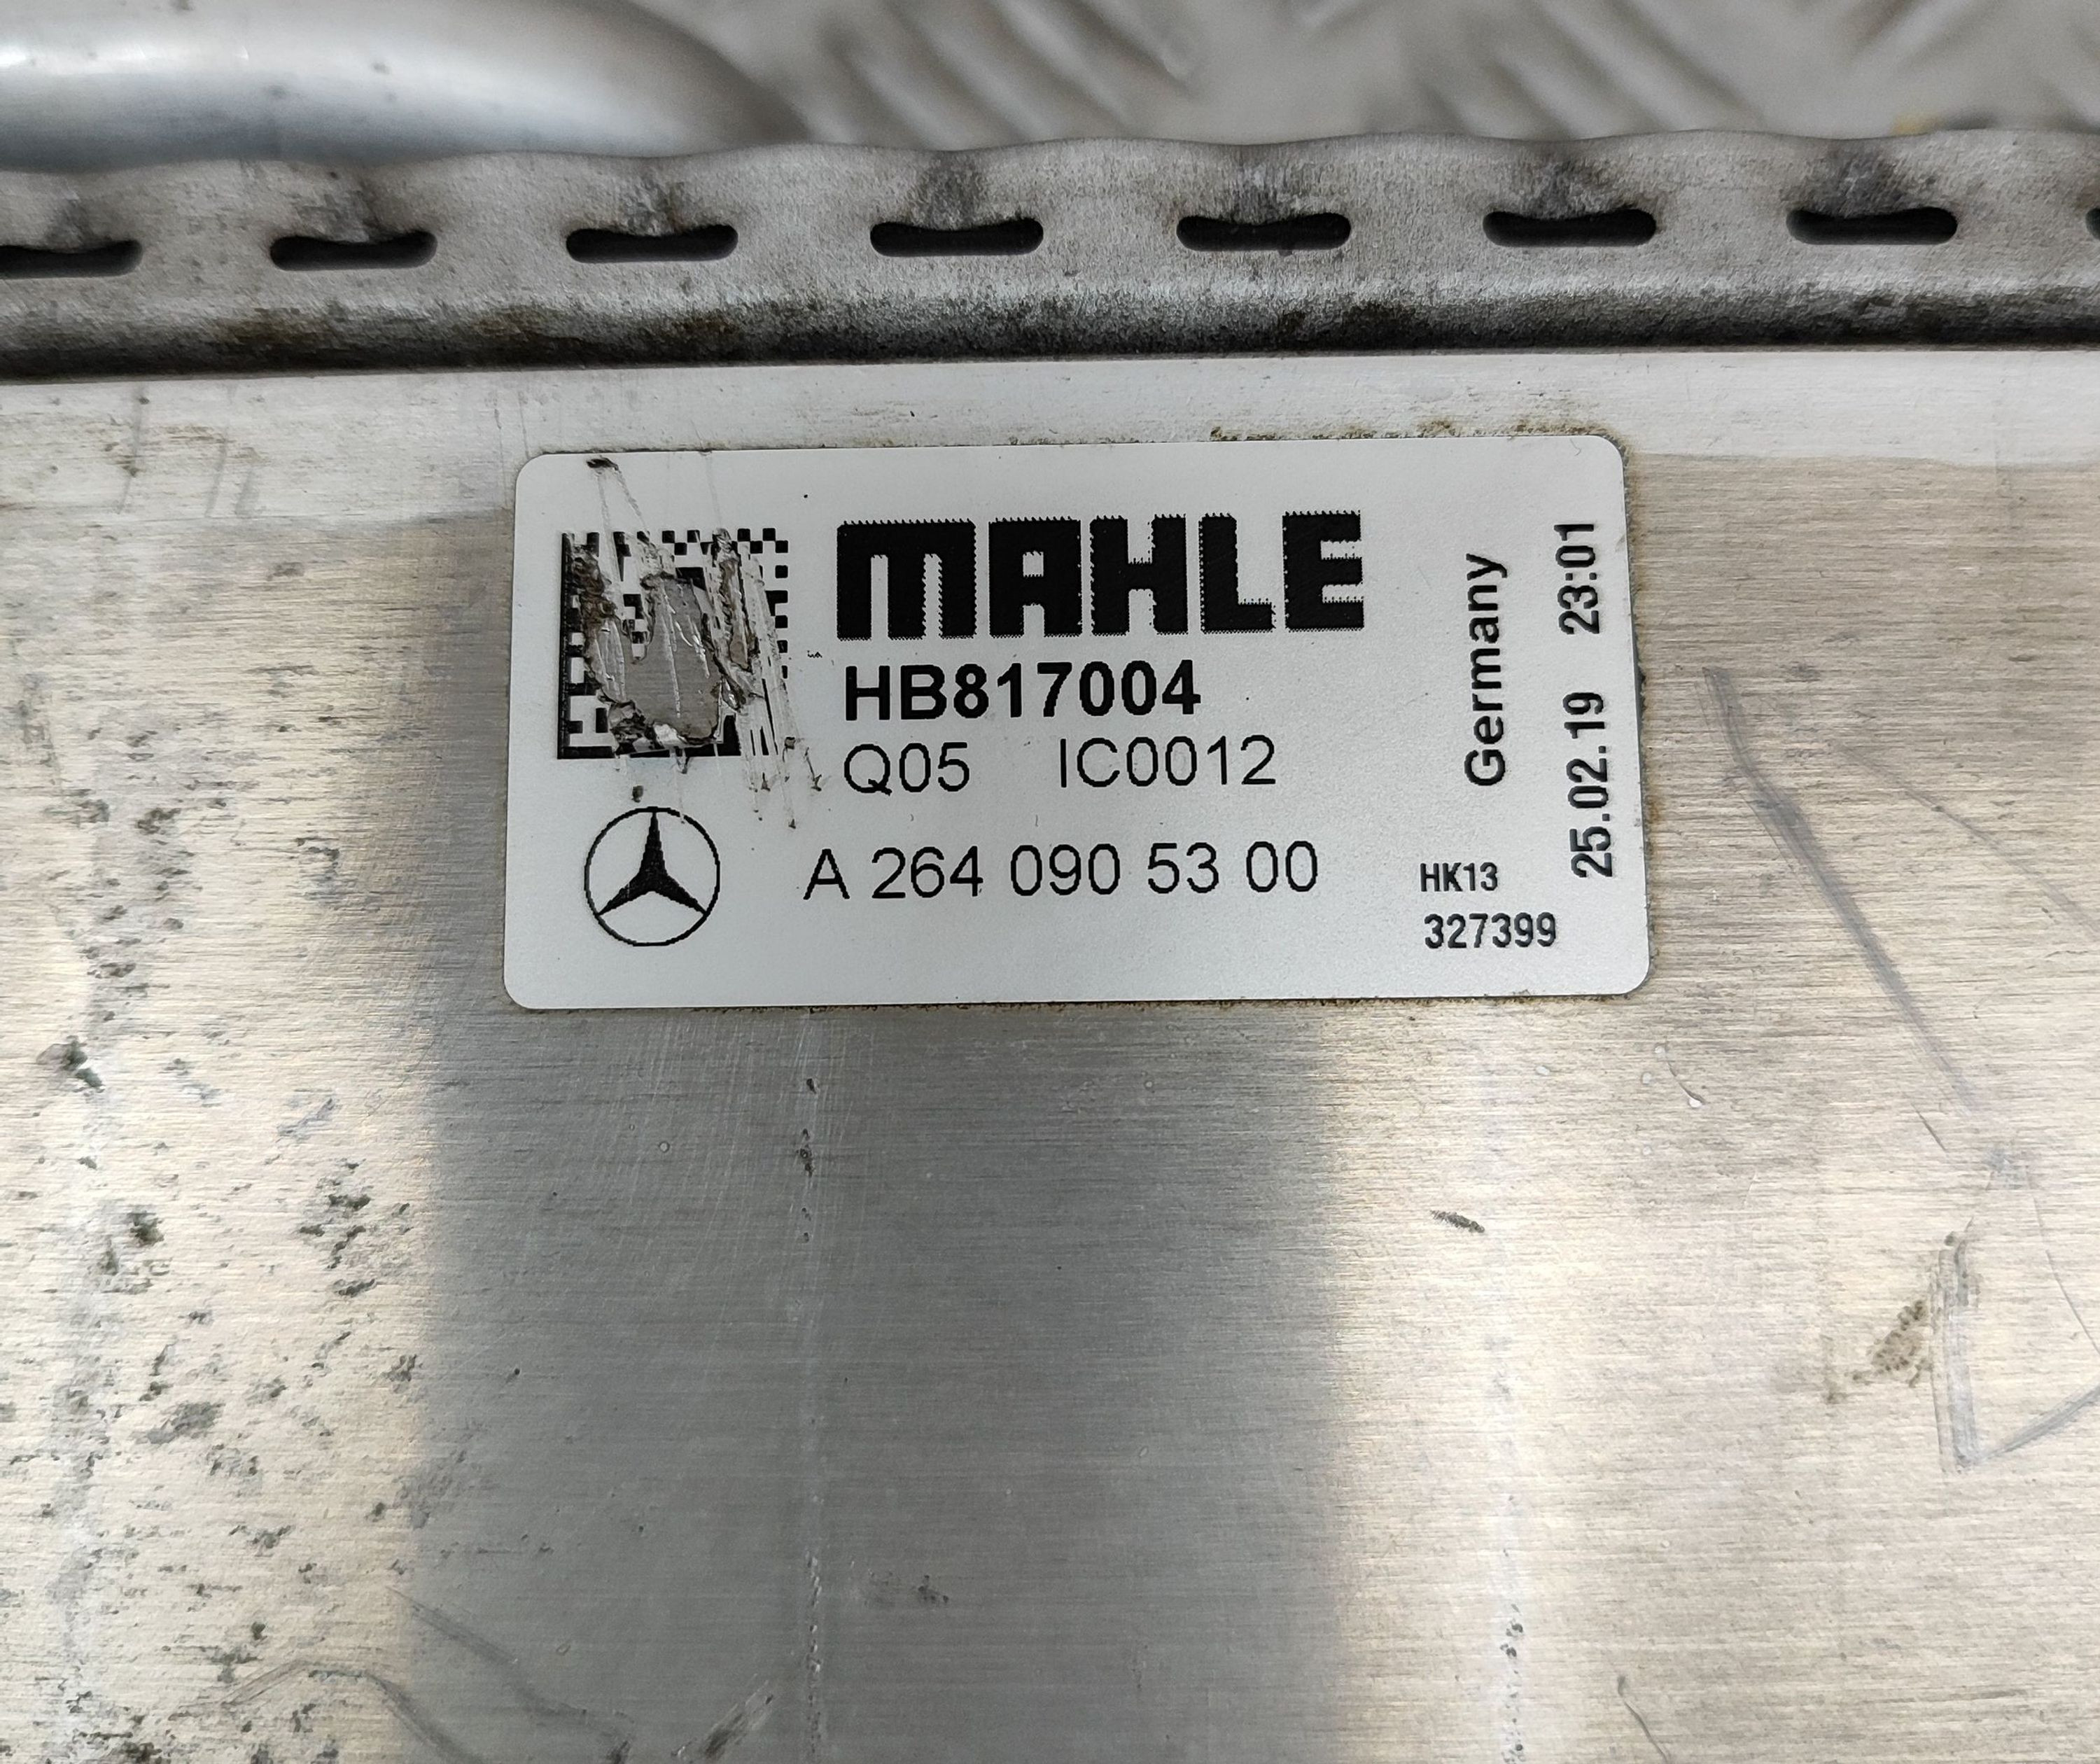 MAHLE
HB817004
Q05 IC0012
A 264 090 53 00
HK13
327399
Germany
25.02.19 23:01